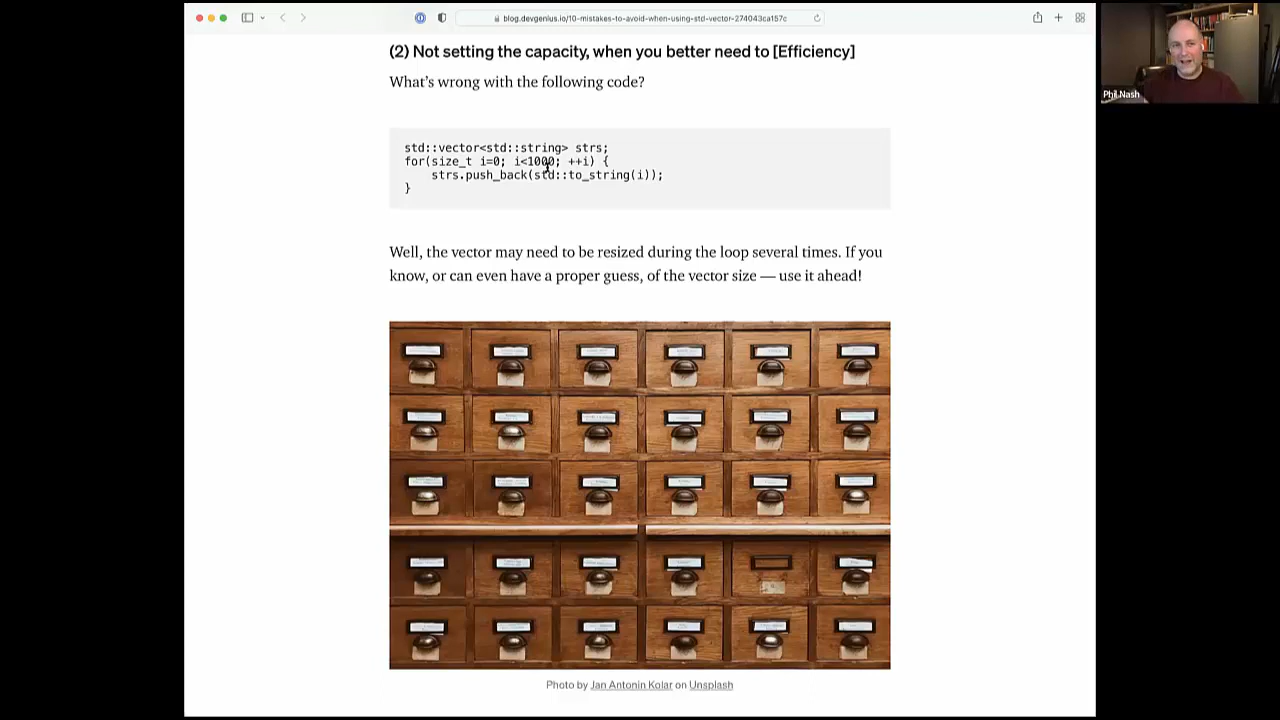 blog.devgenius.io/10-mistakes-to-avoid-when-using-std-vector-274043ca157c
Phil Nash
(2) Not setting the capacity, when you better need to [Efficiency]
What's wrong with the following code?
std::vector<std::string> strs;
for(size_t i=0; i<1000; ++i) {
strs.push_back(std::to_string(i));
}
Well, the vector may need to be resized during the loop several times. If you
know, or can even have a proper guess, of the vector size — use it ahead!
Photo by Jan Antonin Kolar on Unsplash